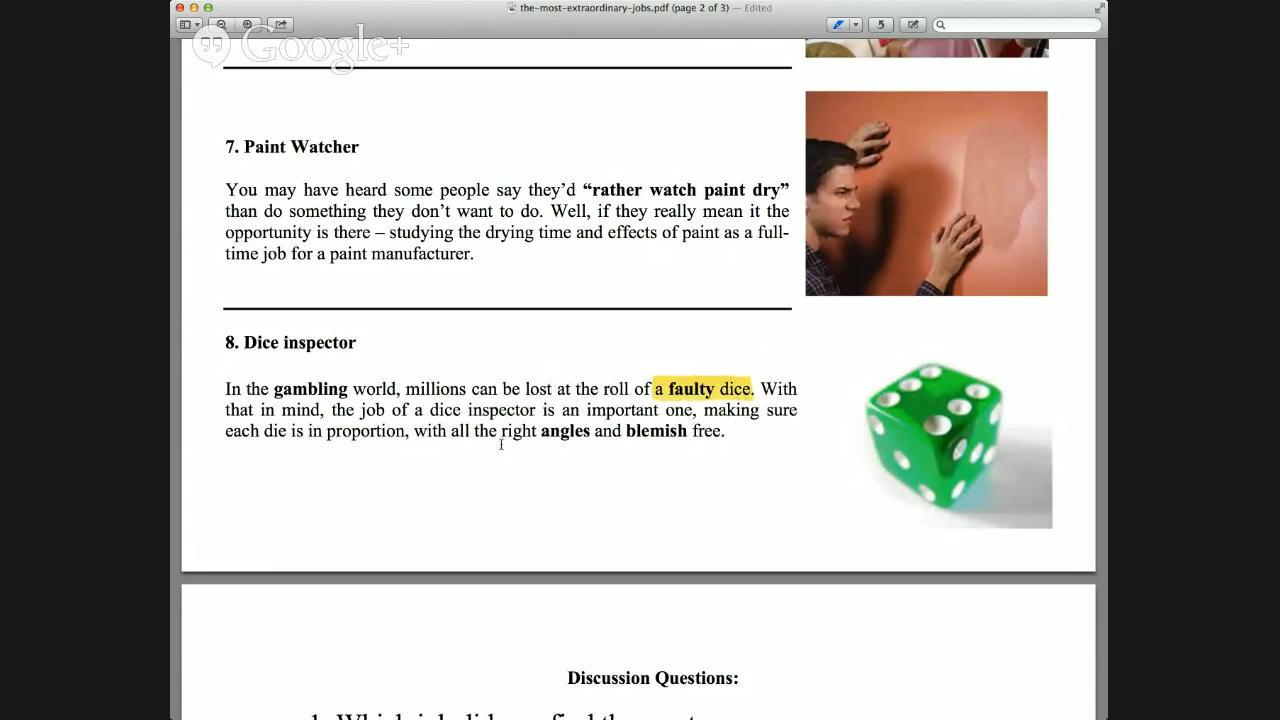 the-most-extraordinary-jobs.pdf (page 2 of 3) — Edited
Google+
7. Paint Watcher
You may have heard some people say they’d “rather watch paint dry”
than do something they don’t want to do. Well, if they really mean it the
opportunity is there – studying the drying time and effects of paint as a full-
time job for a paint manufacturer.
8. Dice inspector
In the gambling world, millions can be lost at the roll of a faulty dice. With
that in mind, the job of a dice inspector is an important one, making sure
each die is in proportion, with all the right angles and blemish free.
Discussion Questions: